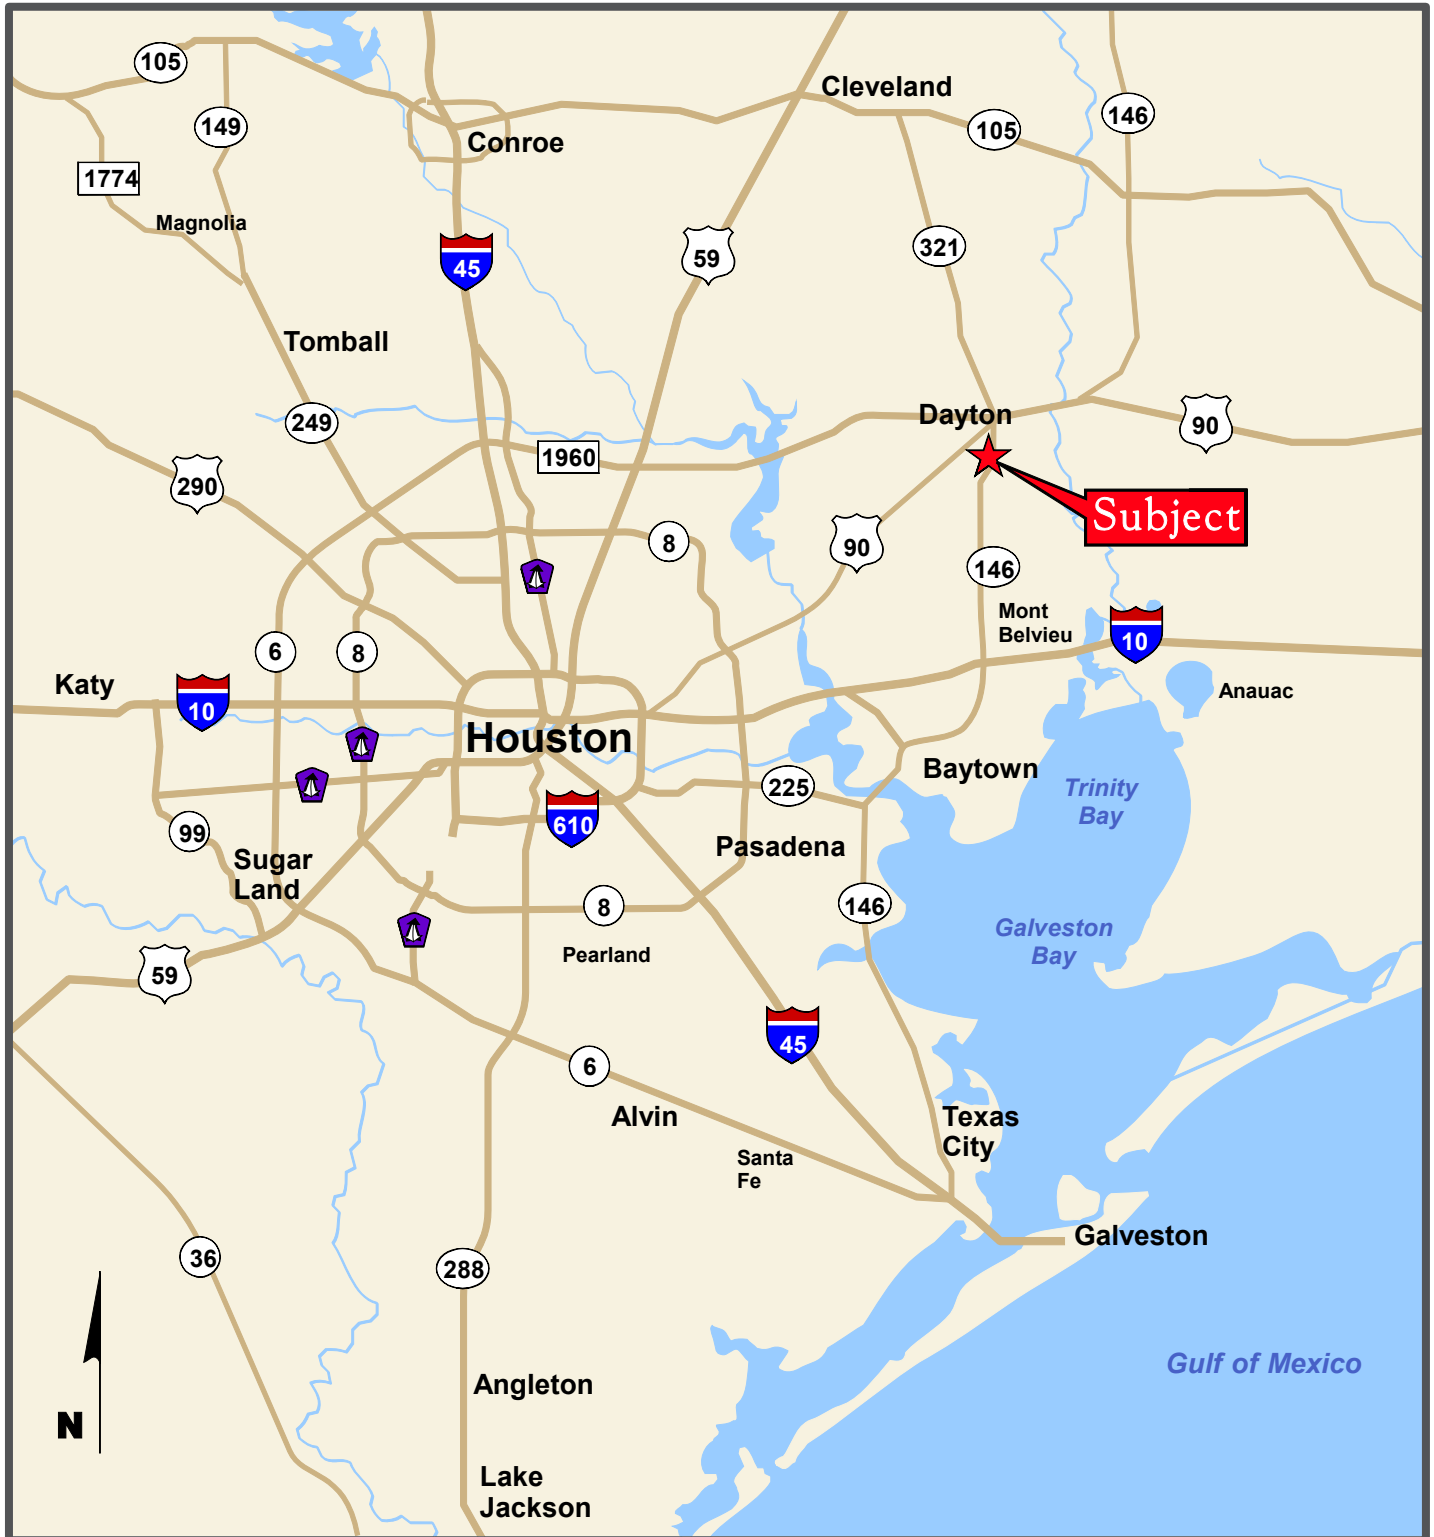 105
149
1774
Magnolia
Conroe
Cleveland
105
146
45
59
321
Tomball
249
290
1960
Dayton
90
Subject
8
90
146
Mont
Belvieu
10
Anauac
6
8
Katy
10
Houston
610
225
Baytown
Trinity
Bay
99
Sugar
Land
Pasadena
8
146
Galveston
Bay
Pearland
59
45
6
Alvin
Texas
City
Santa
Fe
Galveston
36
288
Gulf of Mexico
Angleton
N
Lake
Jackson